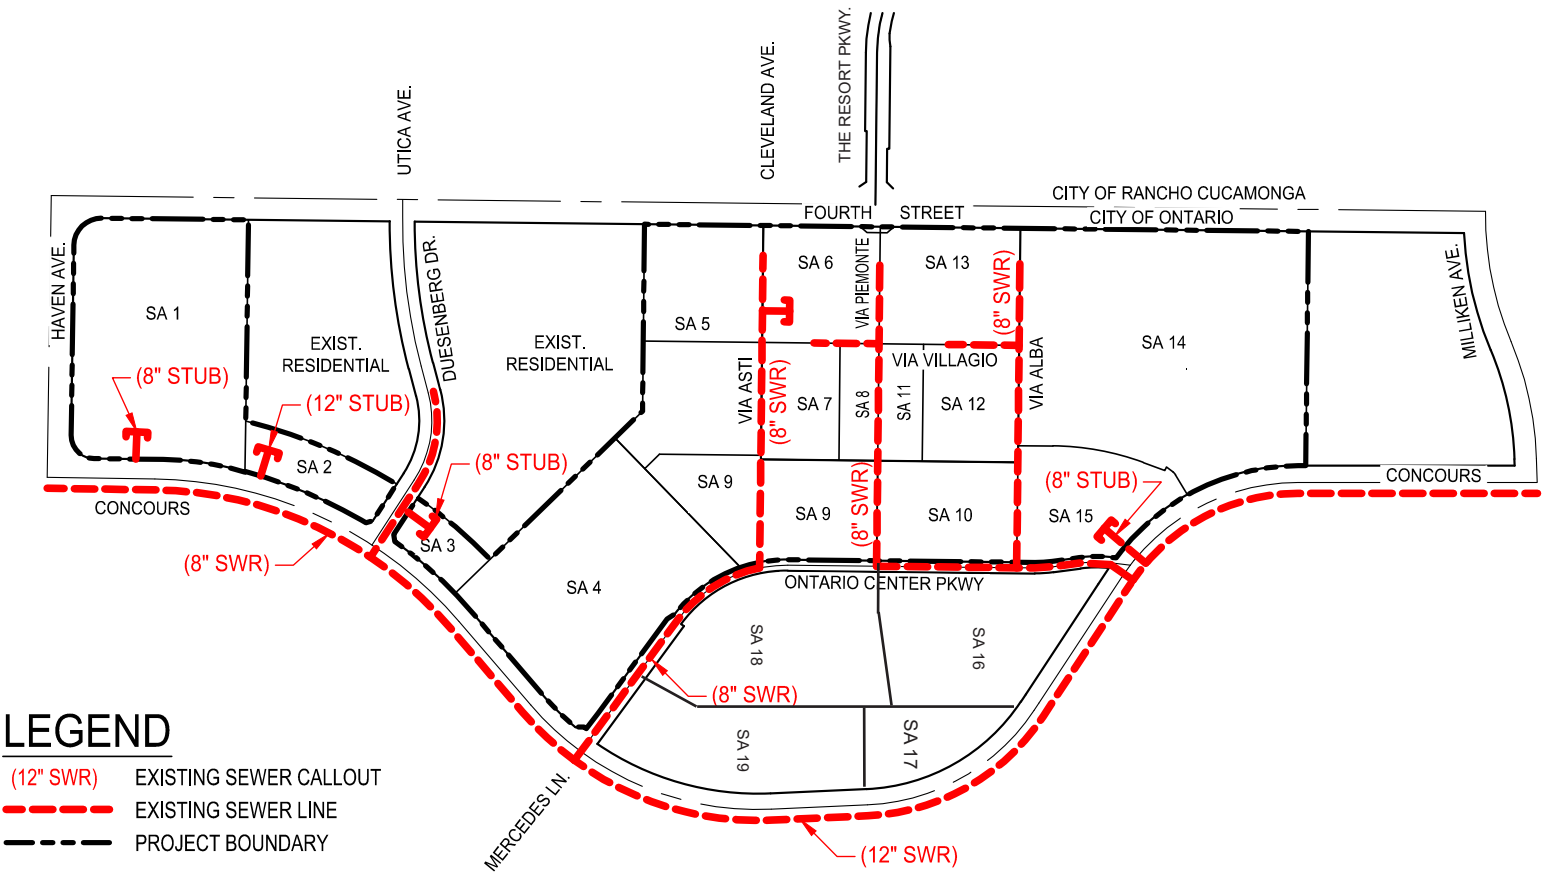 THE RESORT PKWY.
CLEVELAND AVE.
UTICA AVE.
CITY OF RANCHO CUCAMONGA
FOURTH STREET
CITY OF ONTARIO
HAVEN AVE.
DUESENBERG DR.
VIA PIEMONTE
MILLIKEN AVE.
SA 6
SA 13
(8" SWR)
SA 1
SA 5
EXIST.
RESIDENTIAL
EXIST.
RESIDENTIAL
SA 14
VIA VILLAGIO
VIA ASTI
VIA ALBA
(8" STUB)
(12" STUB)
(8" SWR)
SA 7
SA 8
SA 11
SA 12
SA 2
(8" STUB)
SA 9
(8" STUB)
CONCOURS
CONCOURS
SA 9
(8" SWR)
SA 10
SA 15
SA 3
(8" SWR)
SA 4
ONTARIO CENTER PKWY
SA 18
SA 16
(8" SWR)
SA 19
SA 17
MERCEDES LN.
(12" SWR)
LEGEND
(12" SWR) EXISTING SEWER CALLOUT
EXISTING SEWER LINE
PROJECT BOUNDARY